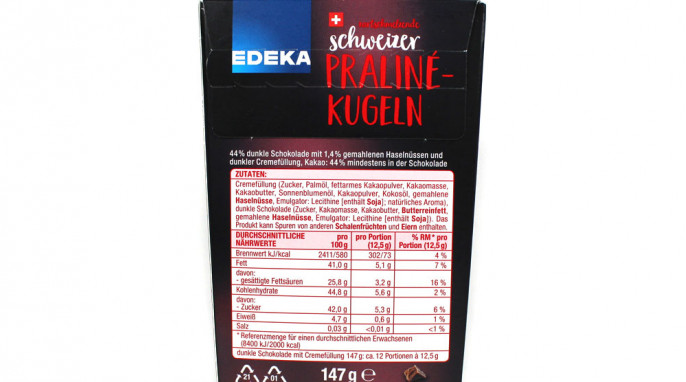 EDEKA
zartschmelzende
schweizer
PRALINÉ-
KUGELN
44% dunkle Schokolade mit 1,4% gemahlenen Haselnüssen und
dunkler Cremefüllung, Kakao: 44% mindestens in der Schokolade
ZUTATEN:
Cremefüllung (Zucker, Palmöl, fettarmes Kakaopulver, Kakaomasse,
Kakaobutter, Sonnenblumenöl, Kakaopulver, Kokosöl, gemahlene
Haselnüsse, Emulgator: Lecithine [enthält Soja]; natürliches Aroma),
dunkle Schokolade (Zucker, Kakaomasse, Kakaobutter, Butterreinfett,
gemahlene Haselnüsse, Emulgator: Lecithine [enthält Soja]). Das
Produkt kann Spuren von anderen Schalenfrüchten und Eiern enthalten.
DURCHSCHNITTLICHE NÄHRWERTE pro 100g pro Portion (12,5g) % RM* pro Portion (12,5g)
Brennwert kJ/kcal 2411/580 302/73 4 %
Fett 41,0 g 5,1 g 7 %
davon:
- gesättigte Fettsäuren 25,8 g 3,2 g 16 %
Kohlenhydrate 44,8 g 5,6 g 2 %
davon:
- Zucker 42,0 g 5,3 g 6 %
Eiweiß 4,7 g 0,6 g 1 %
Salz 0,03 g <0,01 g <1 %
* Referenzmenge für einen durchschnittlichen Erwachsenen
(8400 kJ/2000 kcal)
dunkle Schokolade mit Cremefüllung 147 g: ca. 12 Portionen à 12,5 g
21 01 147 g e